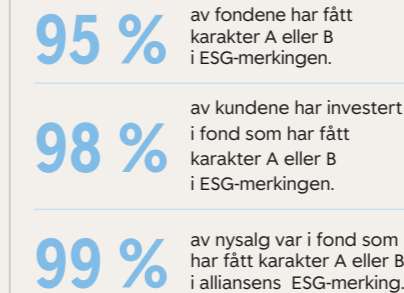 95 %
av fondene har fått
karakter A eller B
i ESG-merkingen.
98 %
av kundene har investert
i fond som har fått
karakter A eller B
i ESG-merkingen.
99 %
av nysalg var i fond som
har fått karakter A eller B
i alliansens ESG-merking.